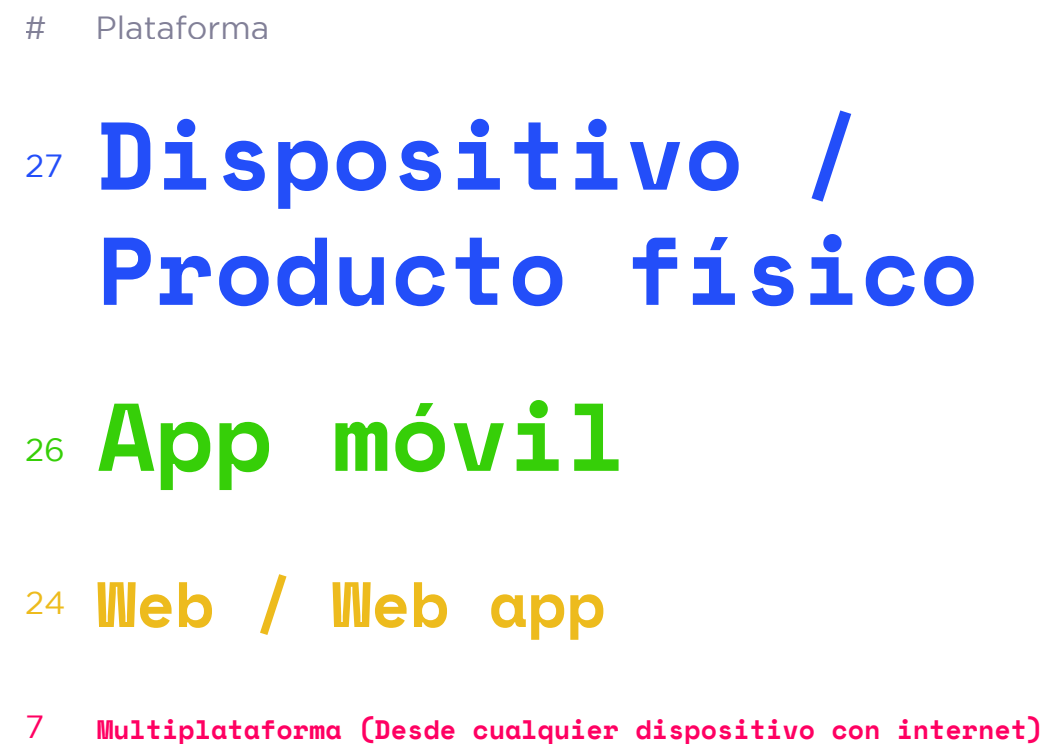 # Plataforma
27 Dispositivo /
Producto físico
26 App móvil
24 Web / Web app
7 Multiplataforma (Desde cualquier dispositivo con internet)